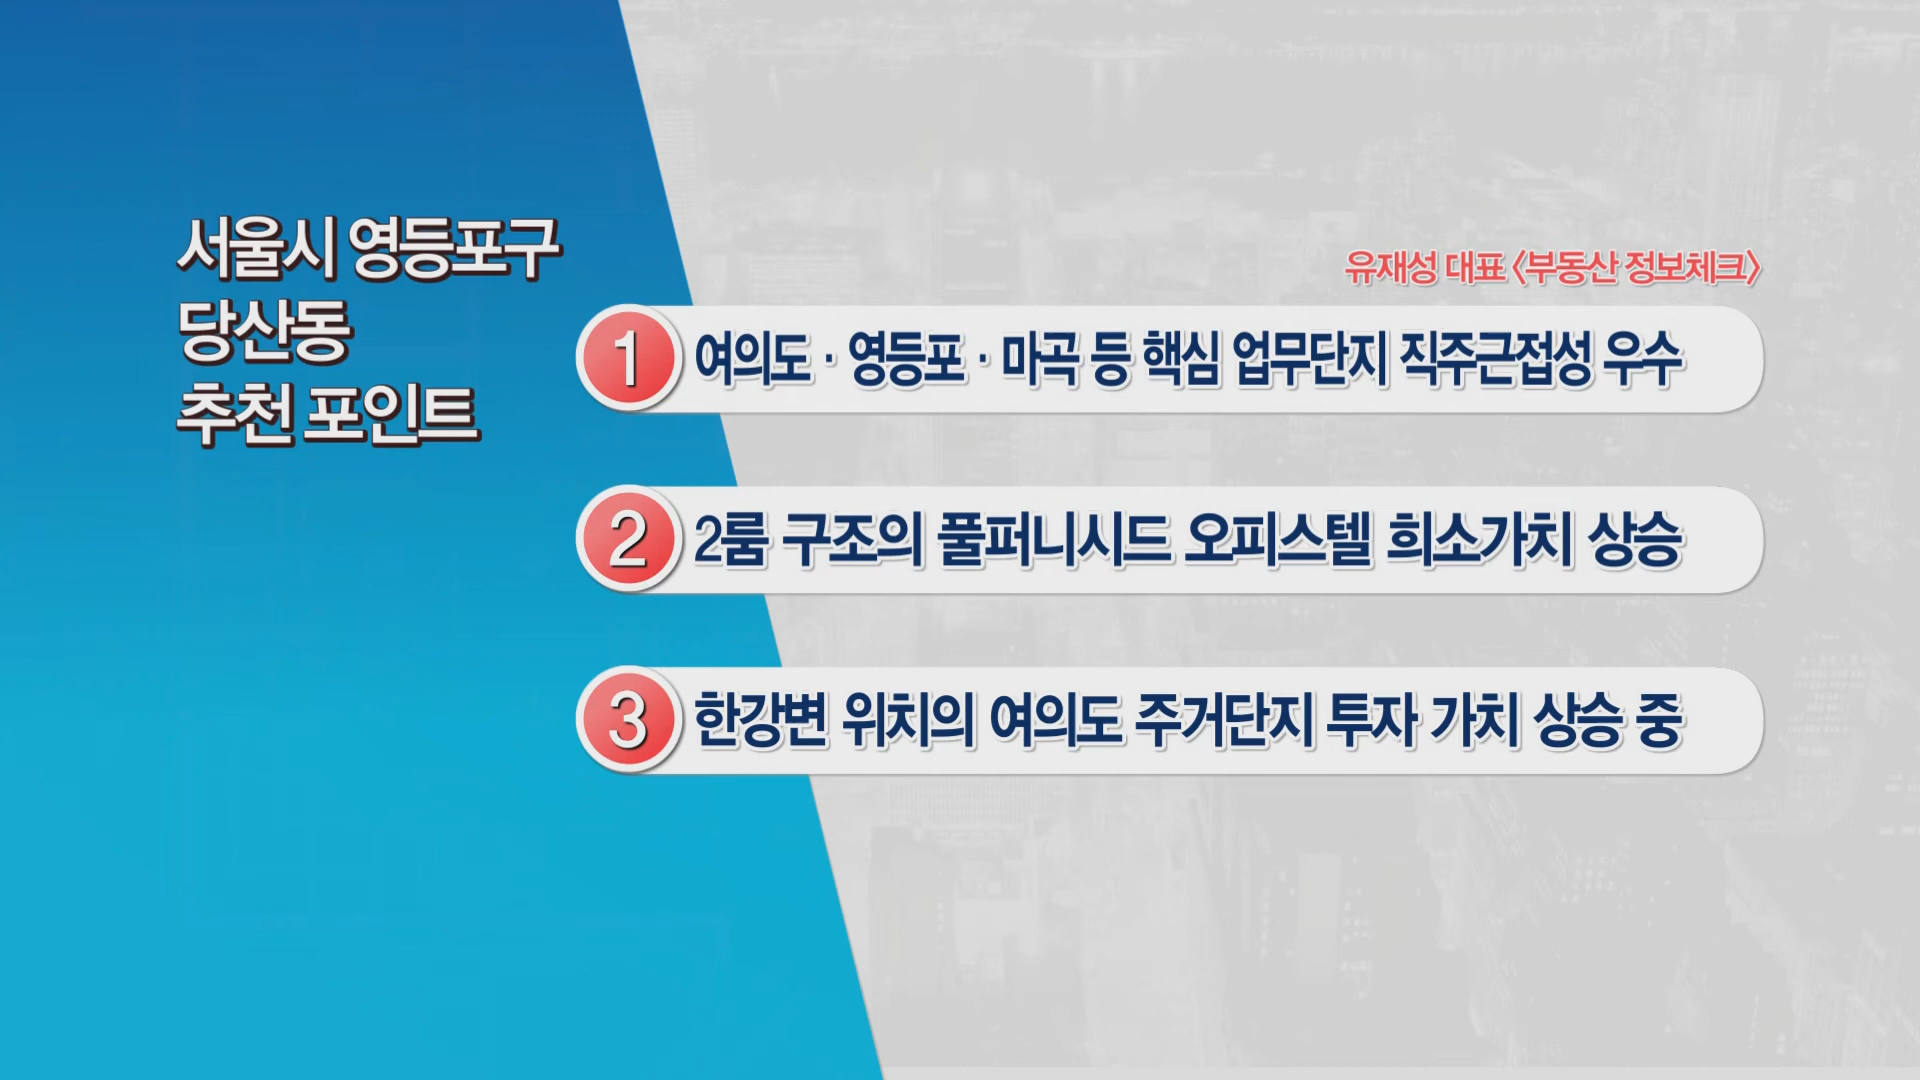 서울시 영등포구
당산동
추천 포인트
유재성 대표 <부동산 정보체크>
1 여의도 · 영등포 · 마곡 등 핵심 업무단지 직주근접성 우수
2 2룸 구조의 풀퍼니시드 오피스텔 희소가치 상승
3 한강변 위치의 여의도 주거단지 투자 가치 상승 중